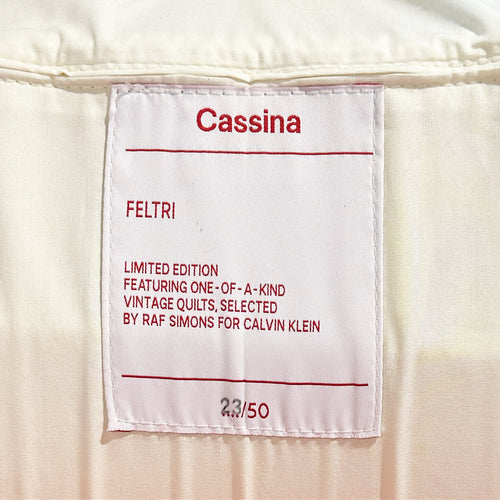 Cassina
FELTRI
LIMITED EDITION
FEATURING ONE-OF-A-KIND
VINTAGE QUILTS, SELECTED
BY RAF SIMONS FOR CALVIN KLEIN
23/50